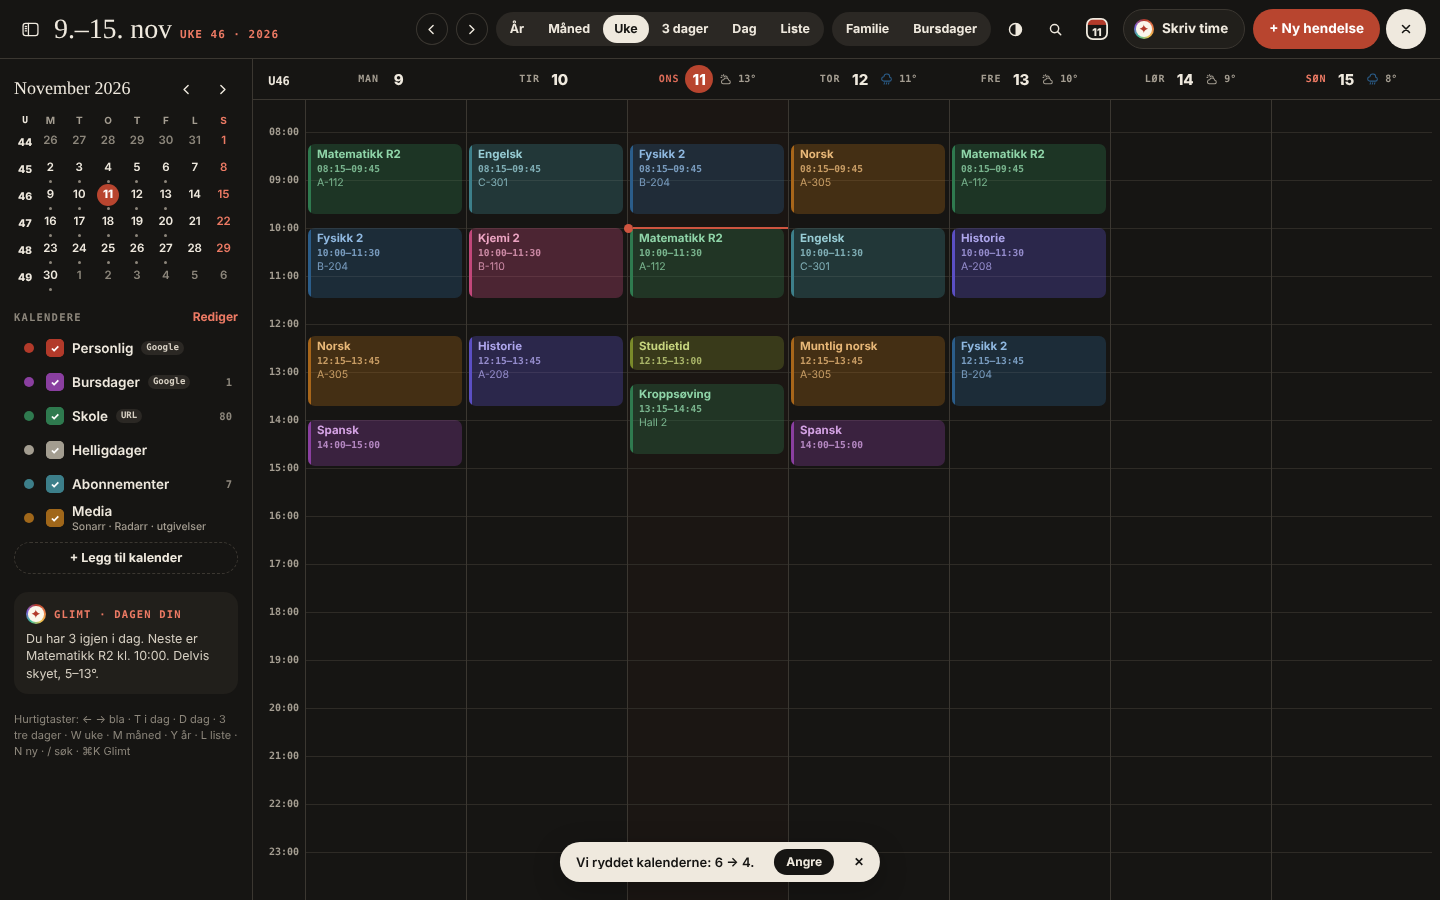 9.–15. nov UKE 46 · 2026
År Måned Uke 3 dager Dag Liste
Familie Bursdager
11
Skriv time
+ Ny hendelse
November 2026
U M T O T F L S
44 26 27 28 29 30 31 1
45 2 3 4 5 6 7 8
46 9 10 11 12 13 14 15
47 16 17 18 19 20 21 22
48 23 24 25 26 27 28 29
49 30 1 2 3 4 5 6
KALENDERE Rediger
Personlig Google
Bursdager Google 1
Skole URL 80
Helligdager
Abonnementer 7
Media
Sonarr · Radarr · utgivelser
+ Legg til kalender
GLIMT · DAGEN DIN
Du har 3 igjen i dag. Neste er
Matematikk R2 kl. 10:00. Delvis
skyet, 5–13°.
Hurtigtaster: ← → bla · T i dag · D dag · 3
tre dager · W uke · M måned · Y år · L liste ·
N ny · / søk · ⌘K Glimt
U46 MAN 9 TIR 10 ONS 11 13° TOR 12 11° FRE 13 10° LØR 14 9° SØN 15 8°
08:00
09:00
10:00
11:00
12:00
13:00
14:00
15:00
16:00
17:00
18:00
19:00
20:00
21:00
22:00
23:00
Matematikk R2
08:15–09:45
A-112
Fysikk 2
10:00–11:30
B-204
Norsk
12:15–13:45
A-305
Spansk
14:00–15:00
Engelsk
08:15–09:45
C-301
Kjemi 2
10:00–11:30
B-110
Historie
12:15–13:45
A-208
Fysikk 2
08:15–09:45
B-204
Matematikk R2
10:00–11:30
A-112
Studietid
12:15–13:00
Kroppsøving
13:15–14:45
Hall 2
Norsk
08:15–09:45
A-305
Engelsk
10:00–11:30
C-301
Muntlig norsk
12:15–13:45
A-305
Spansk
14:00–15:00
Matematikk R2
08:15–09:45
A-112
Historie
10:00–11:30
A-208
Fysikk 2
12:15–13:45
B-204
Vi ryddet kalenderne: 6 → 4. Angre ✕